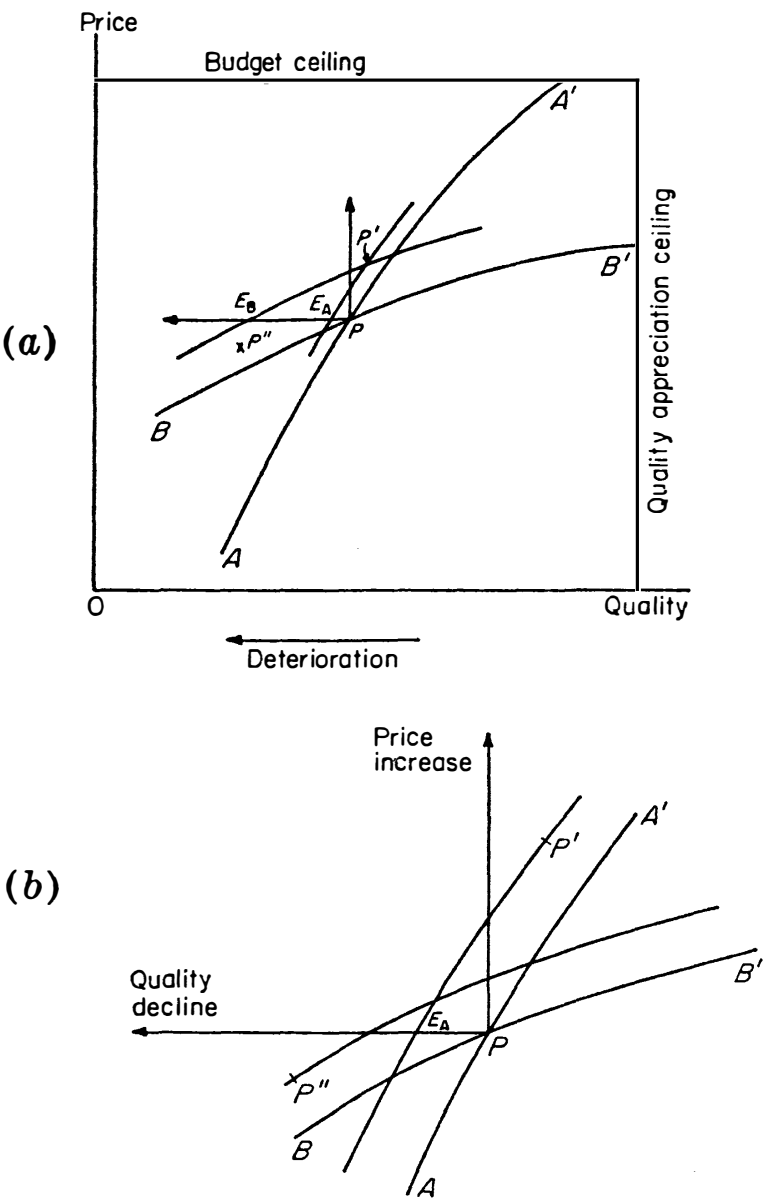 Price
Budget ceiling
A′
P′
B′
E_B
E_A
P
(a)
P″
B
Quality appreciation ceiling
A
O
Quality
Deterioration
Price
increase
A′
P′
(b)
B′
Quality
decline
E_A
P
P″
B
A